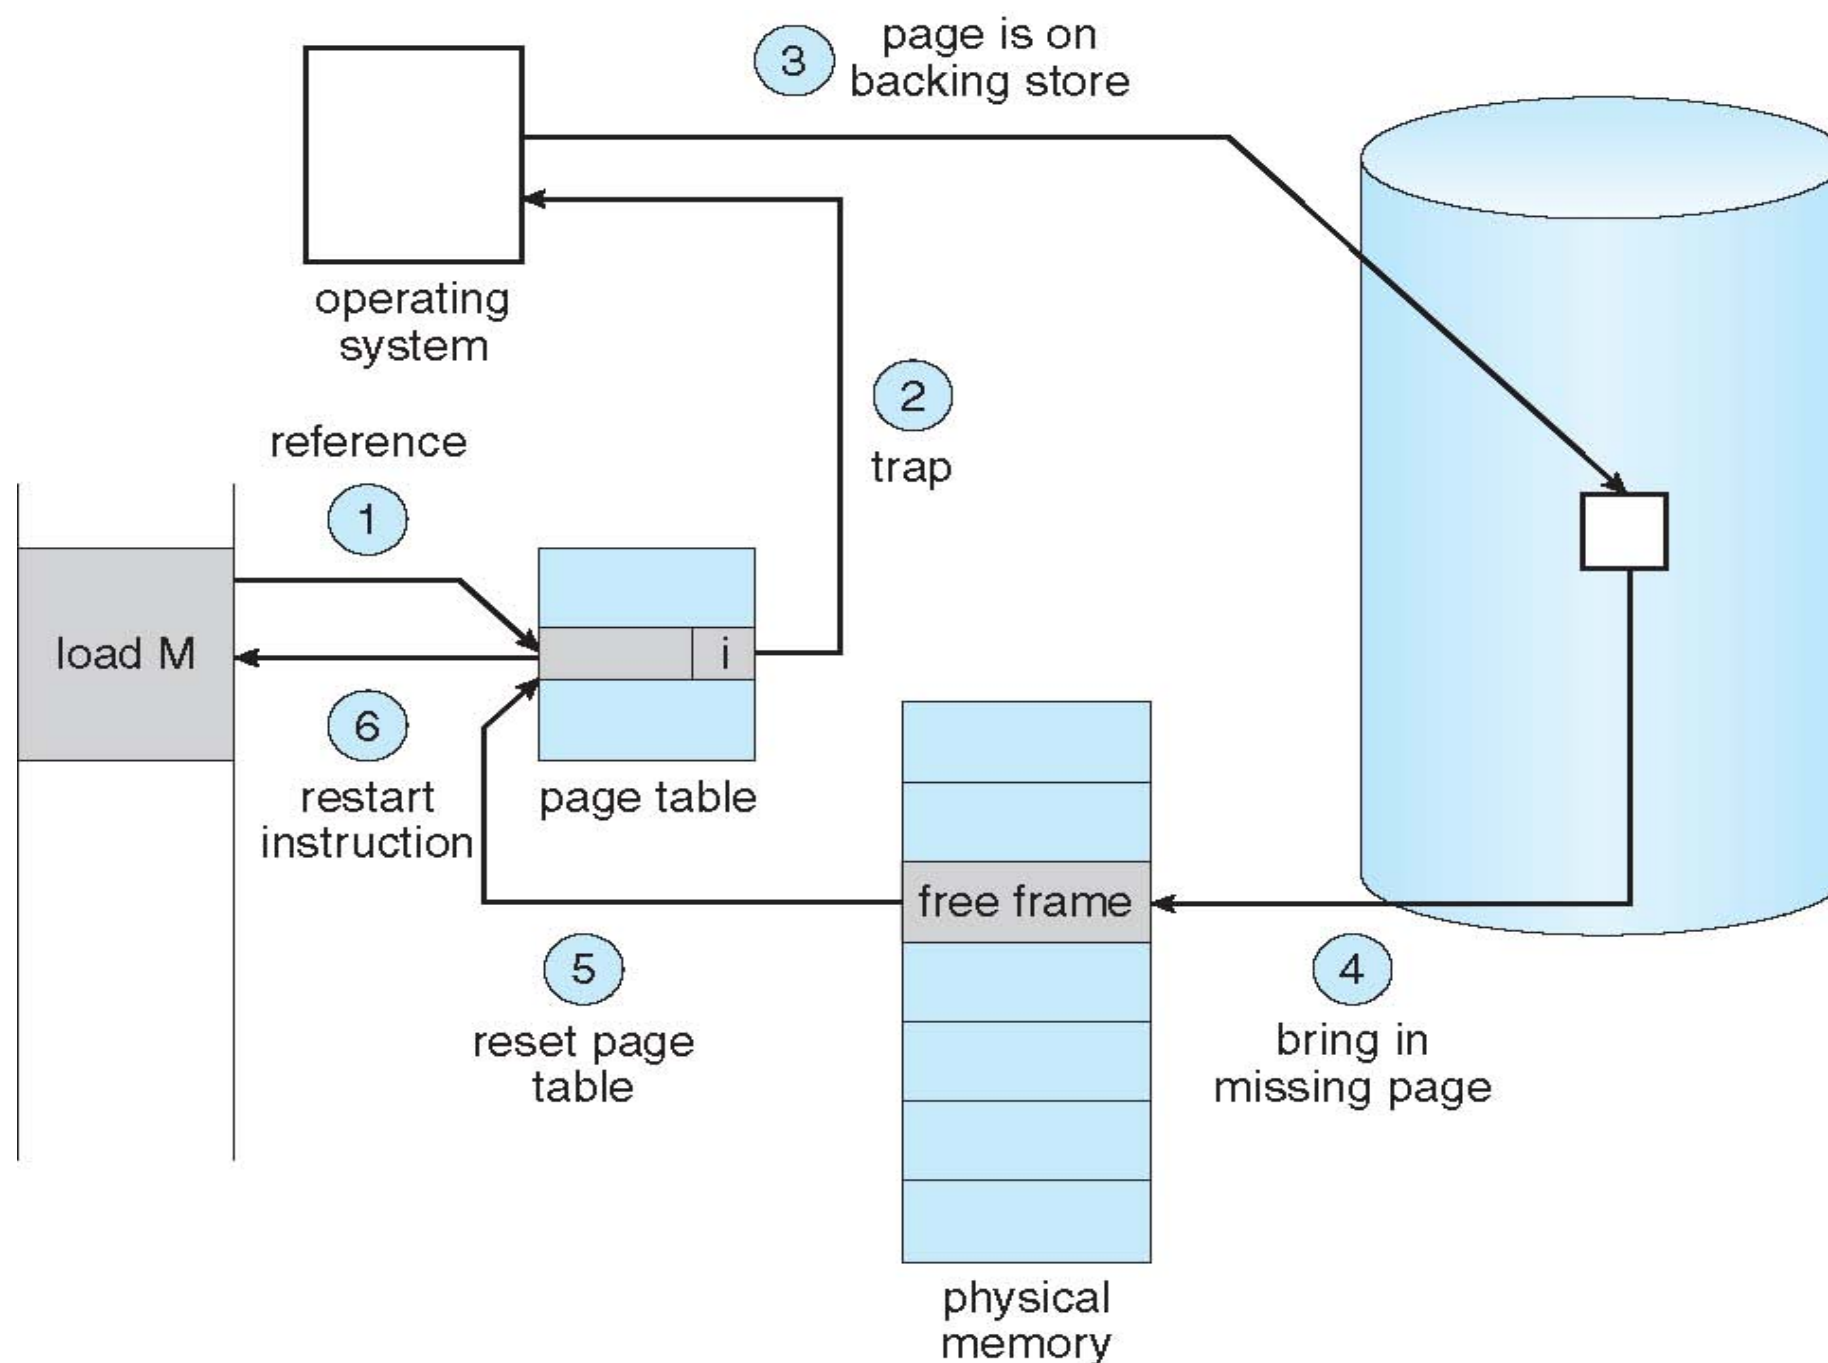 3
page is on
backing store
operating
system
2
trap
reference
1
load M
i
6
restart
instruction
page table
free frame
5
reset page
table
4
bring in
missing page
physical
memory